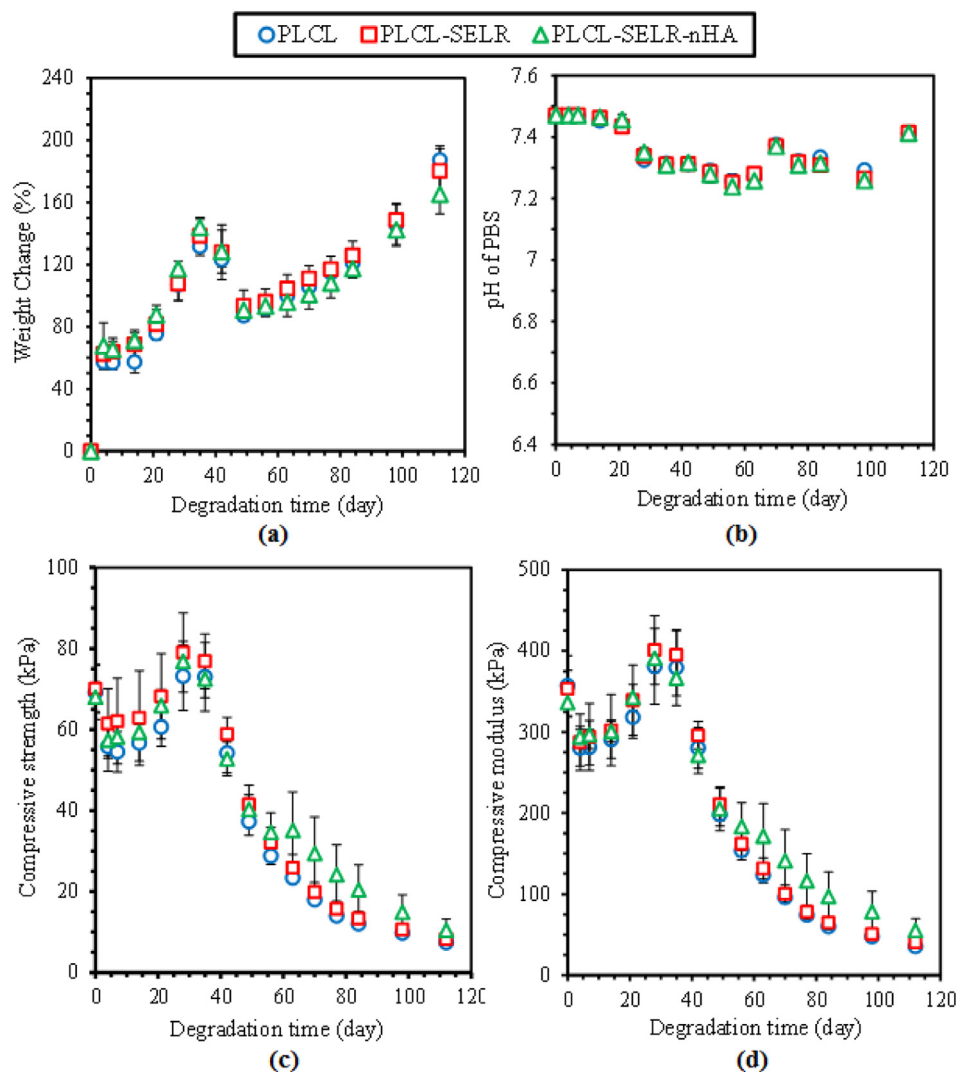 PLCL PLCL-SELR PLCL-SELR-nHA
240
200
160
120
80
40
0
Weight Change (%)
0 20 40 60 80 100 120
Degradation time (day)
(a)
7.6
7.4
7.2
7
6.8
6.6
6.4
pH of PBS
0 20 40 60 80 100 120
Degradation time (day)
(b)
100
80
60
40
20
0
Compressive stremgth (kPa)
0 20 40 60 80 100 120
Degradation time (day)
(c)
500
400
300
200
100
0
Compressive modulus (kPa)
0 20 40 60 80 100 120
Degradation time (day)
(d)